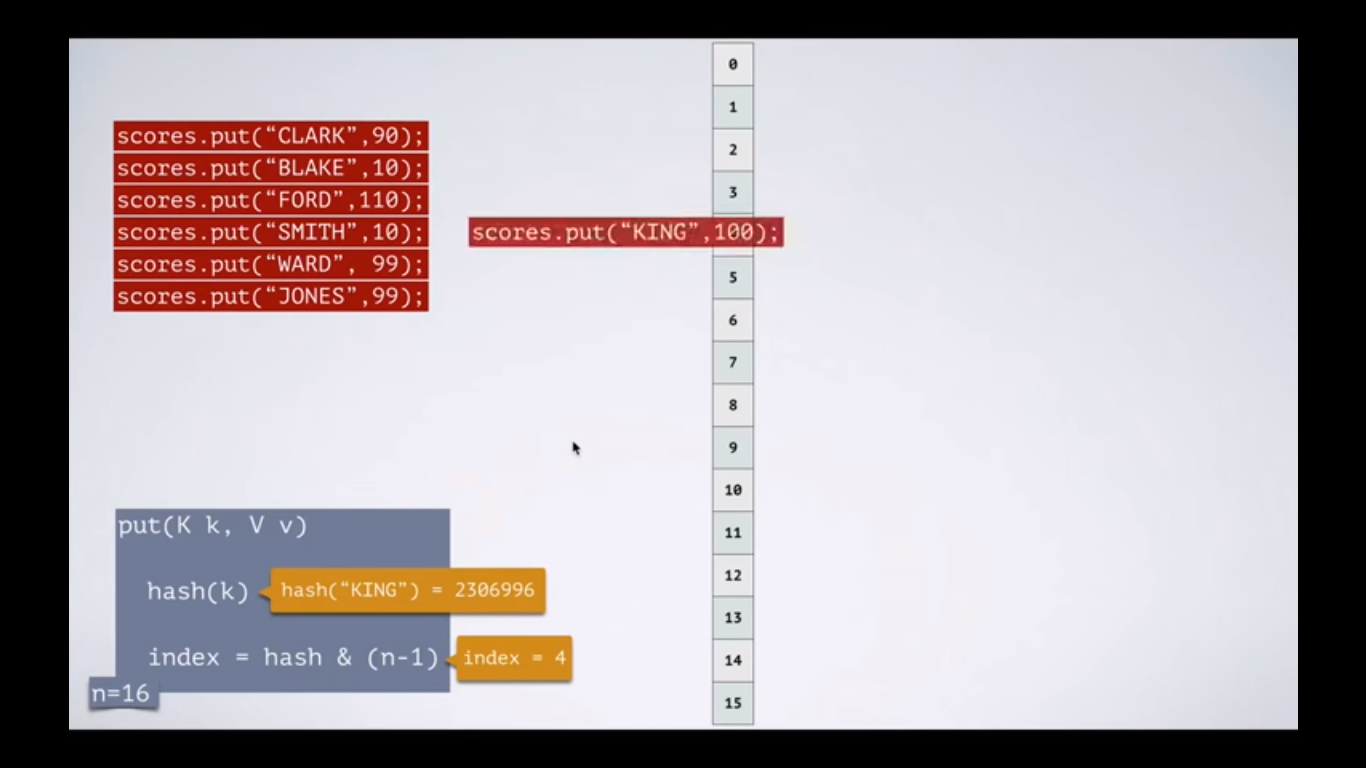 scores.put(“CLARK”,90);
scores.put(“BLAKE”,10);
scores.put(“FORD”,110);
scores.put(“SMITH”,10);
scores.put(“WARD”, 99);
scores.put(“JONES”,99);
scores.put(“KING”,100);
put(K k, V v)
hash(k)
hash(“KING”) = 2306996
index = hash & (n-1)
index = 4
n=16
0
1
2
3
5
6
7
8
9
10
11
12
13
14
15